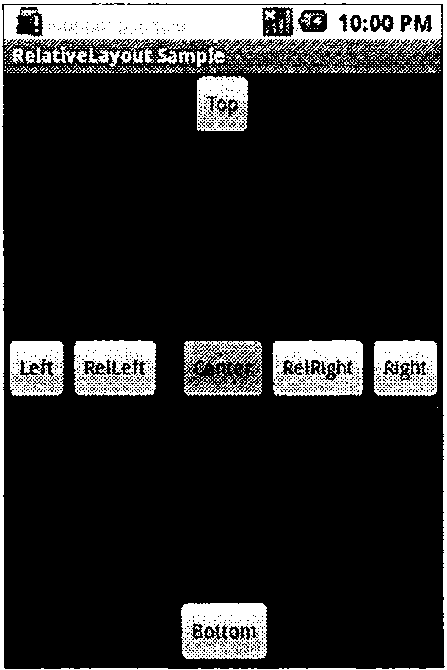 10:00 PM
RelativeLayout Sample
Top
Left RelLeft Center RelRight Right
Bottom